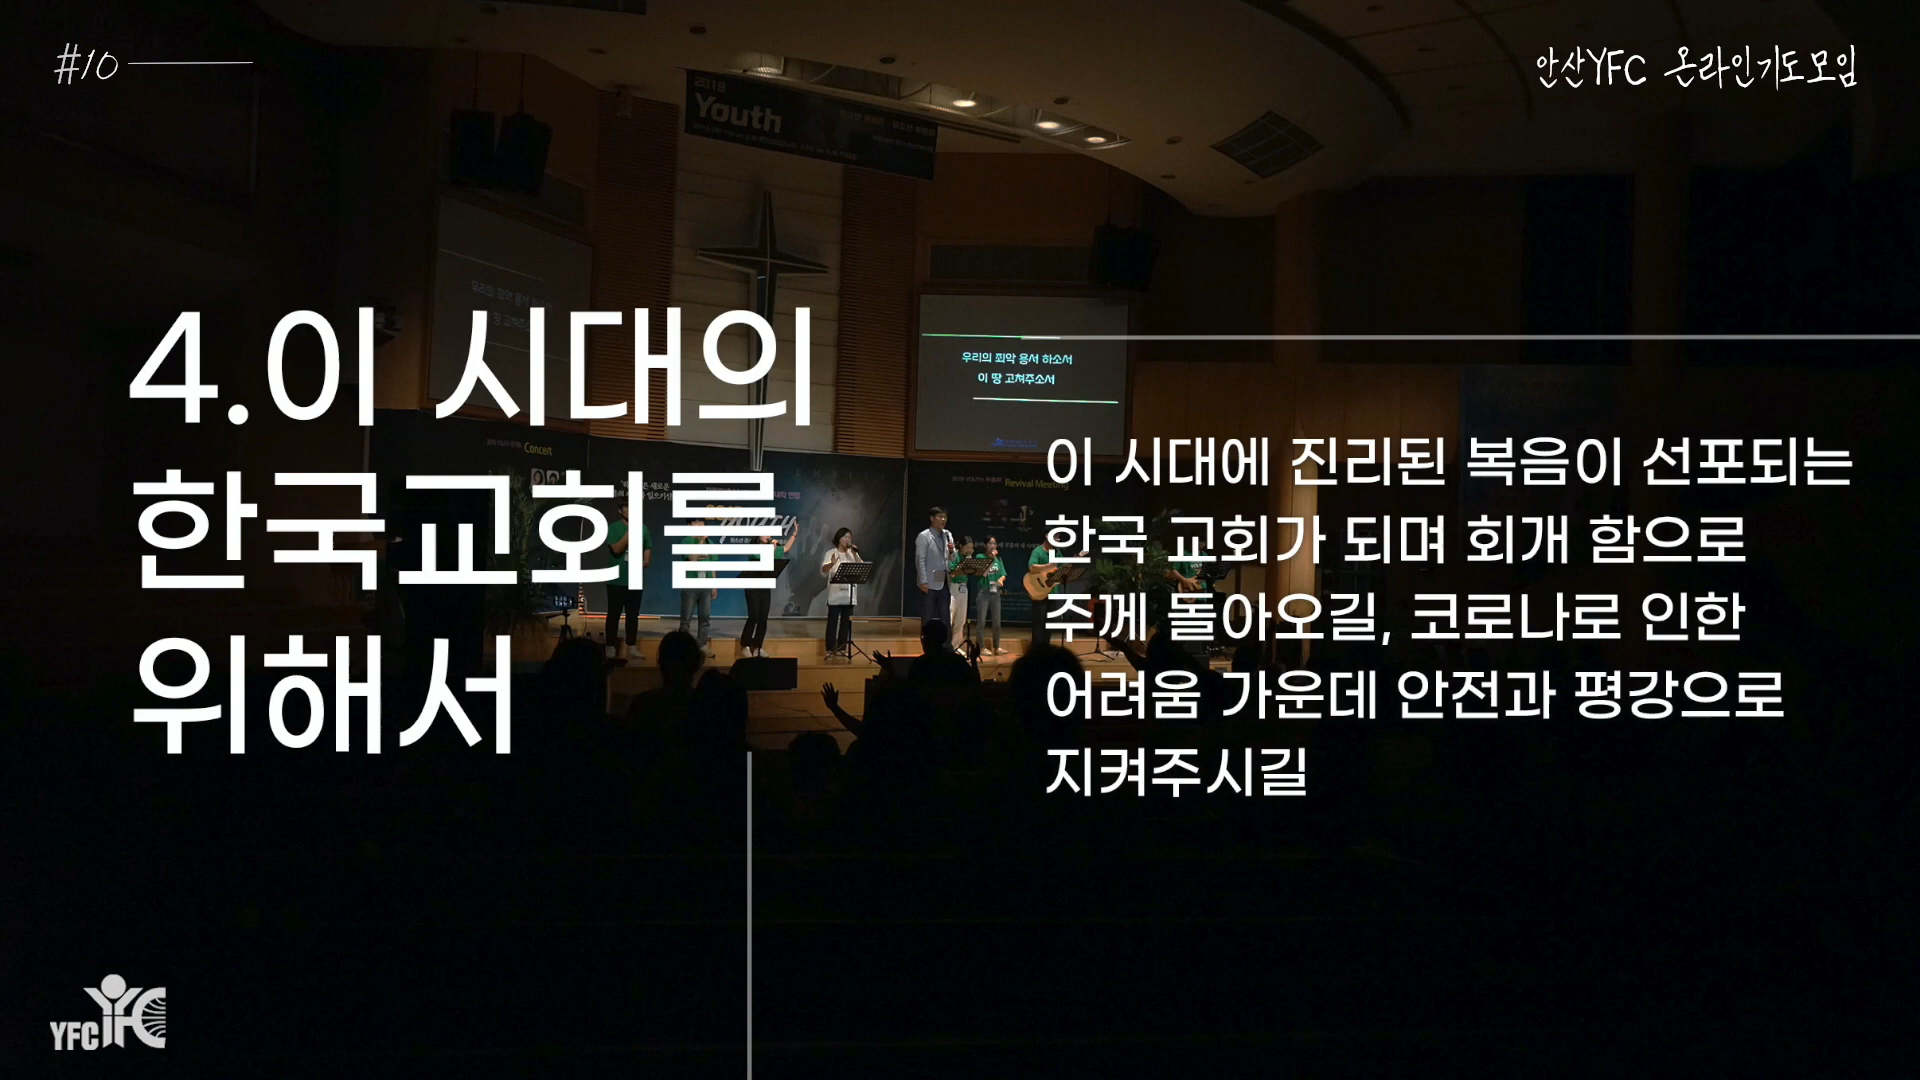 #10
안산YFC 온라인기도모임
2019
Youth
우리의 죄악 용서 하소서
이 땅 고쳐주소서
4.이 시대의
한국교회를
위해서
Concert
Revival Meeting
YOUTH
이 시대에 진리된 복음이 선포되는
한국 교회가 되며 회개 함으로
주께 돌아오길, 코로나로 인한
어려움 가운데 안전과 평강으로
지켜주시길
YFC